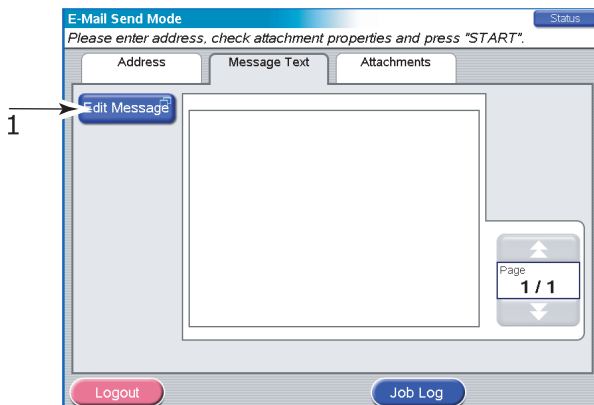 E-Mail Send Mode
Status
Please enter address, check attachment properties and press "START".
Address
Message Text
Attachments
Edit Message
1
Page
1 / 1
Logout
Job Log